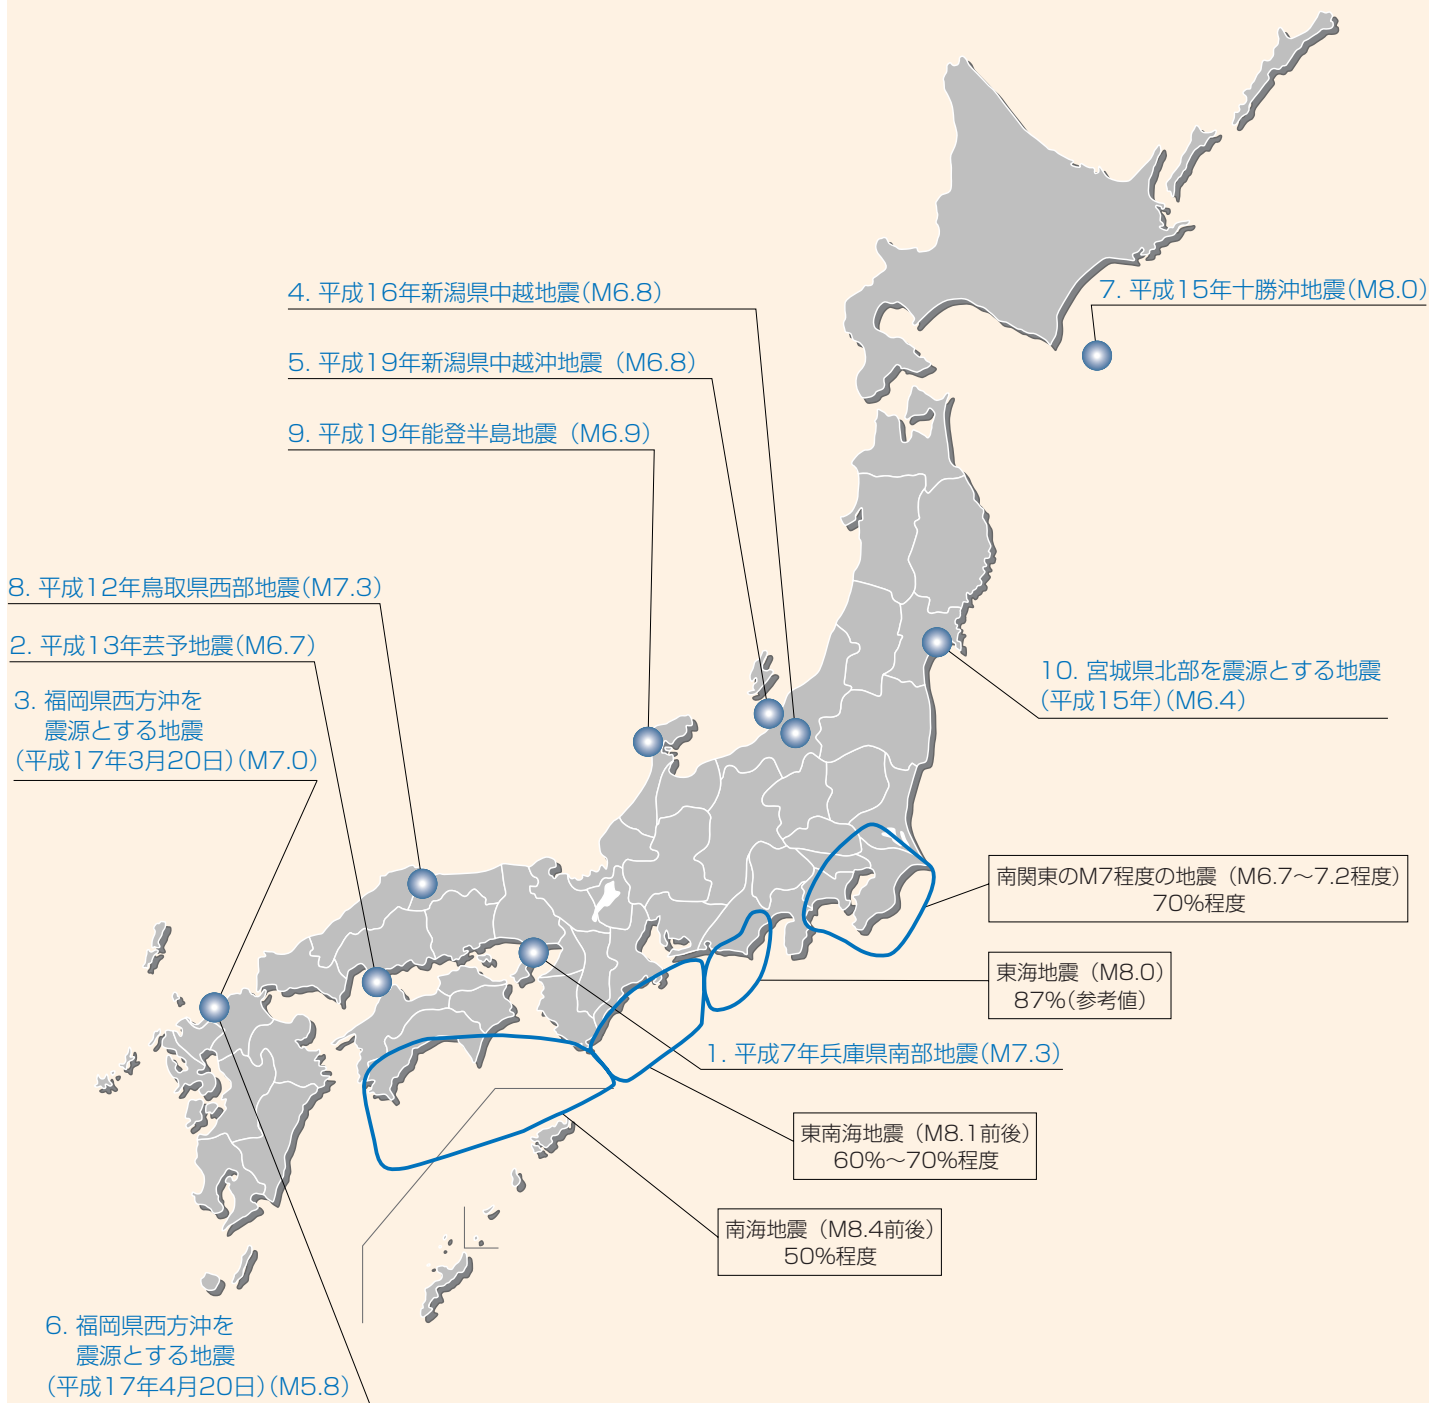 4. 平成16年新潟県中越地震(M6.8)
7. 平成15年十勝沖地震(M8.0)
5. 平成19年新潟県中越沖地震（M6.8）
9. 平成19年能登半島地震（M6.9）
8. 平成12年鳥取県西部地震(M7.3)
2. 平成13年芸予地震(M6.7)
3. 福岡県西方沖を
震源とする地震
(平成17年3月20日)(M7.0)
10. 宮城県北部を震源とする地震
(平成15年)(M6.4)
南関東のM7程度の地震（M6.7～7.2程度）
70%程度
東海地震（M8.0）
87%(参考値)
1. 平成7年兵庫県南部地震(M7.3)
東南海地震（M8.1前後）
60%～70%程度
南海地震（M8.4前後）
50%程度
6. 福岡県西方沖を
震源とする地震
(平成17年4月20日)(M5.8)